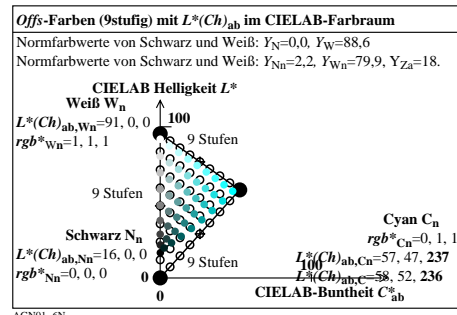 Offs-Farben (9stufig) mit L*(Ch)ab im CIELAB-Farbraum
Normfarbwerte von Schwarz und Weiß: YN=0,0, YW=88,6
Normfarbwerte von Schwarz und Weiß: YNn=2,2, YWn=79,9, YZa=18.
CIELAB Helligkeit L*
Weiß Wn
100
L*(Ch)ab,Wn=91, 0, 0
rgb*Wn=1, 1, 1
9 Stufen
9 Stufen
Cyan Cn
rgb*Cn=0, 1, 1
Schwarz Nn
L*(Ch)ab,Nn=16, 0, 0
rgb*Nn=0, 0, 0
9 Stufen
L*(Ch)ab,Cn=57, 47, 237
100
L*(Ch)ab,C=58, 52, 236
0
0
CIELAB-Buntheit C*ab